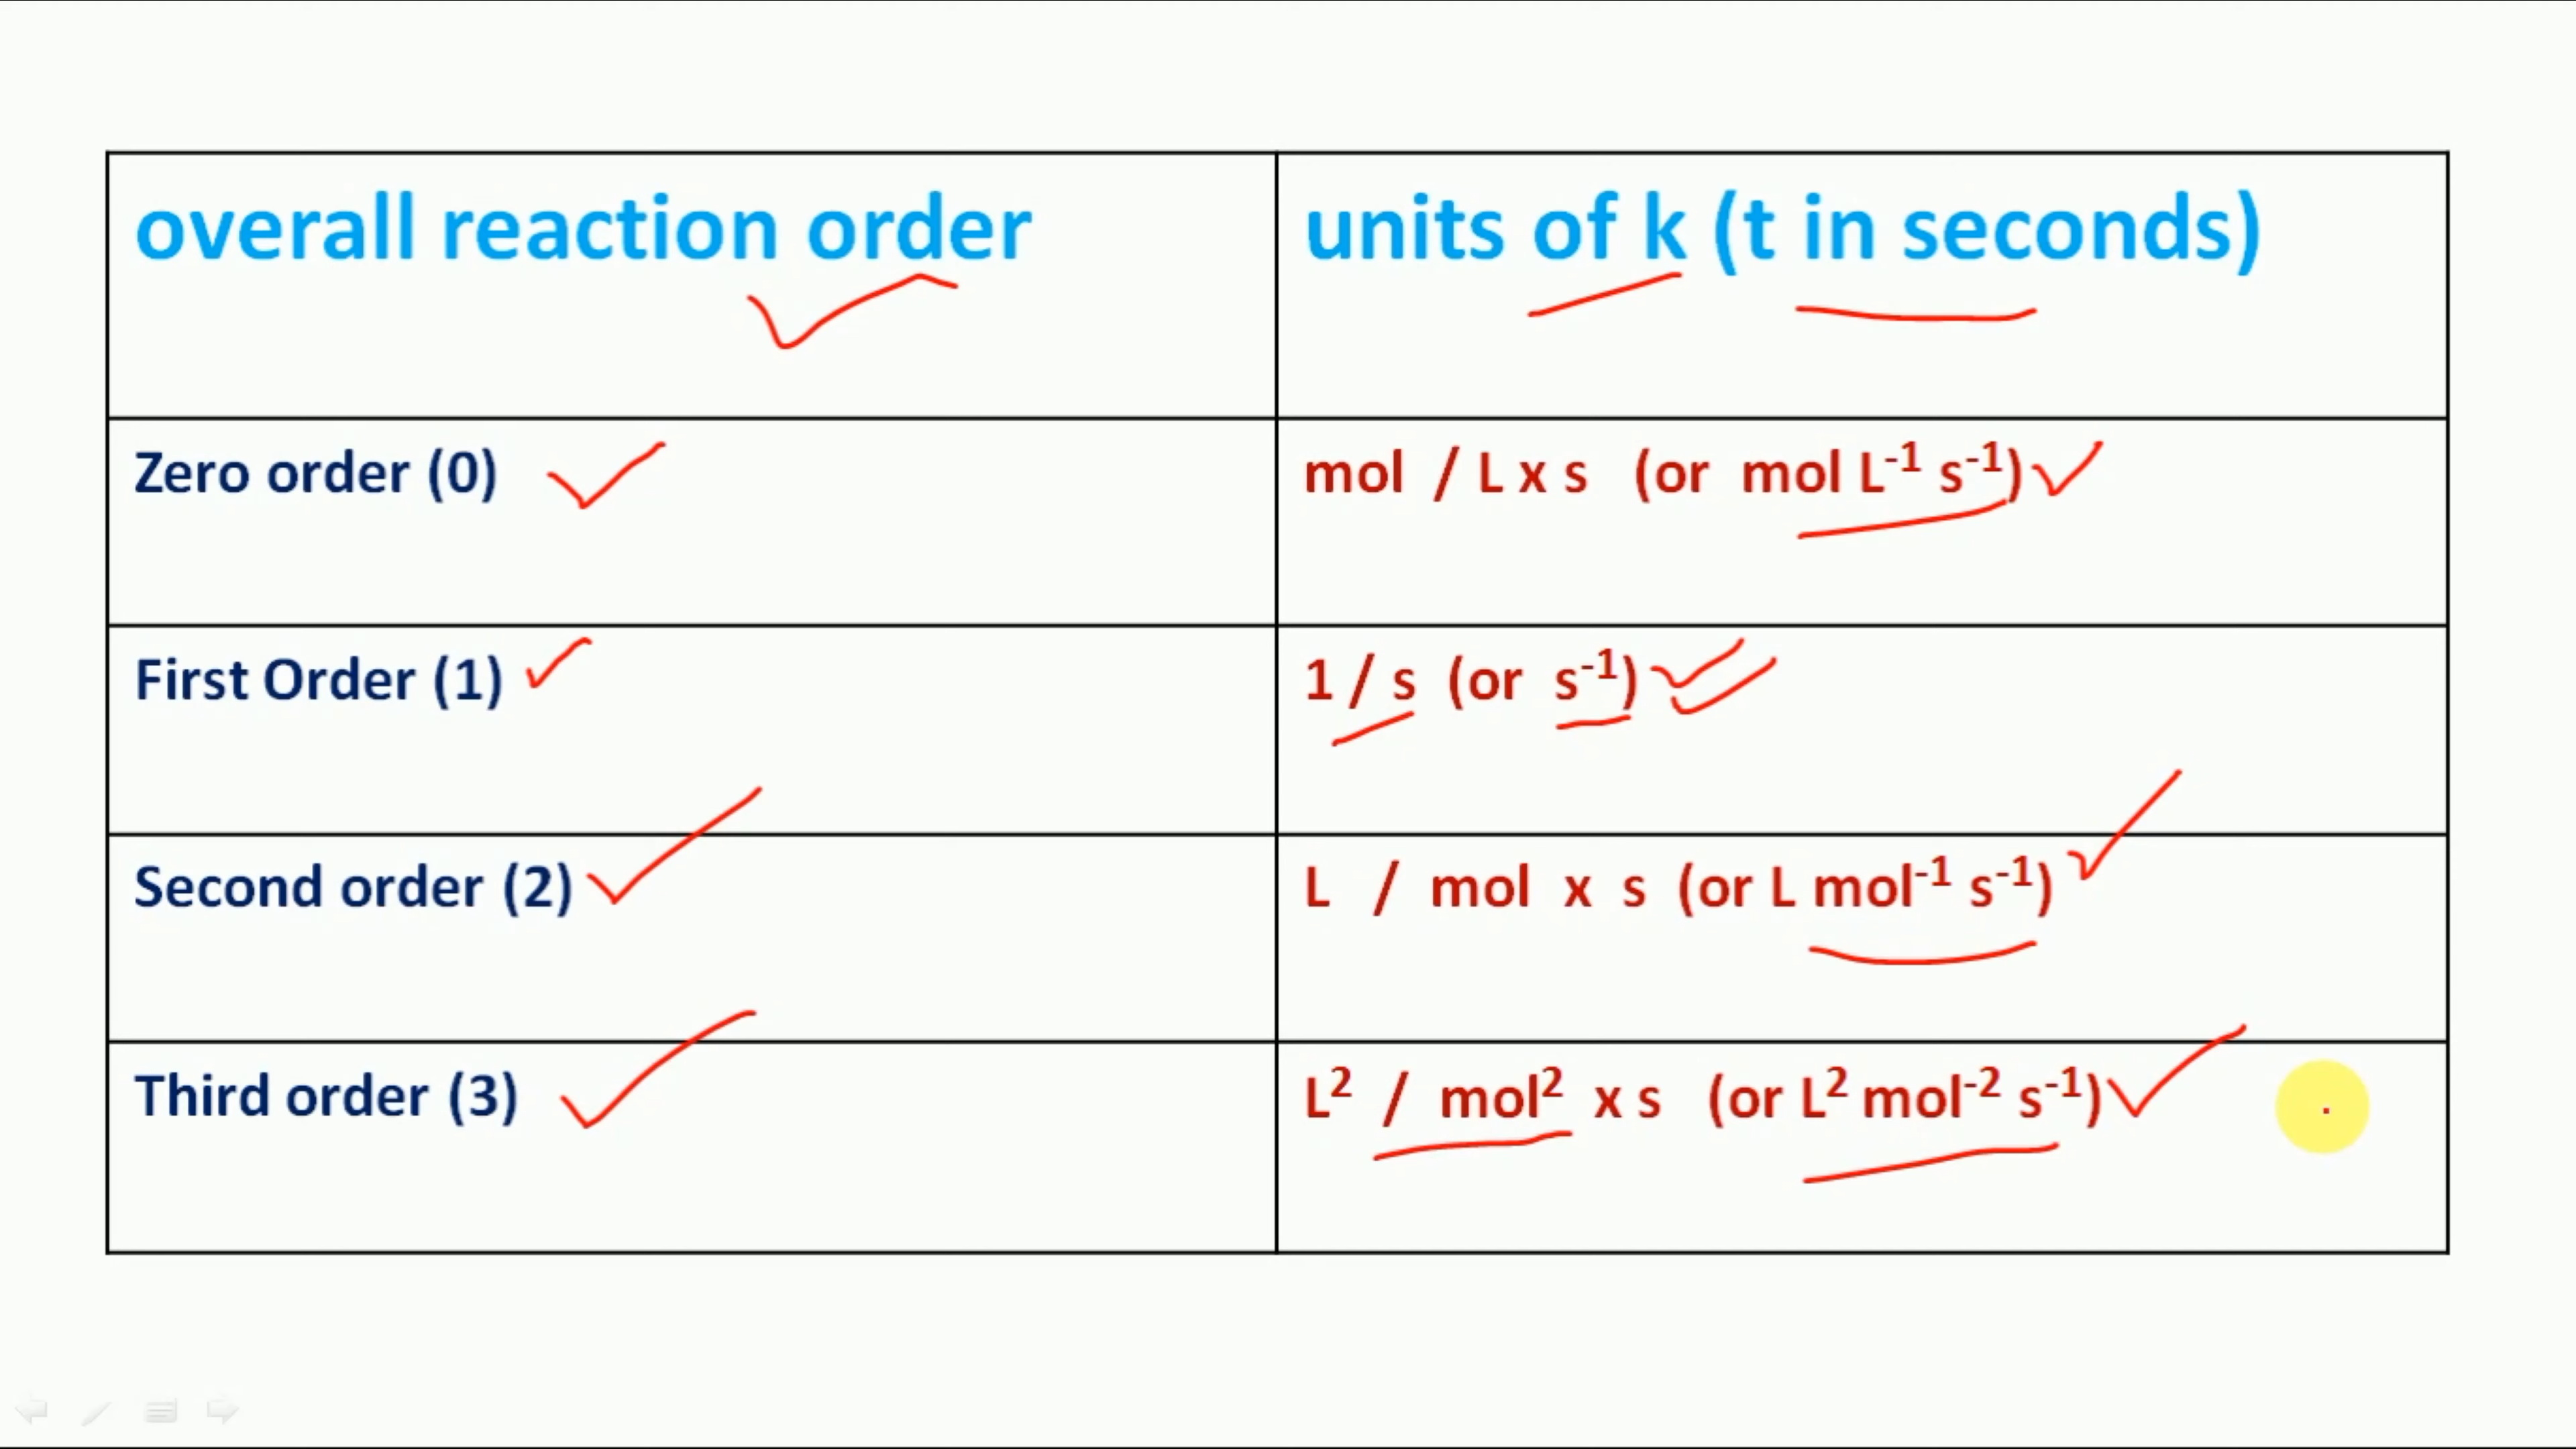 overall reaction order
units of k (t in seconds)
Zero order (0)
mol / L x s (or mol L⁻¹ s⁻¹)
First Order (1)
1 / s (or s⁻¹)
Second order (2)
L / mol x s (or L mol⁻¹ s⁻¹)
Third order (3)
L² / mol² x s (or L² mol⁻² s⁻¹)